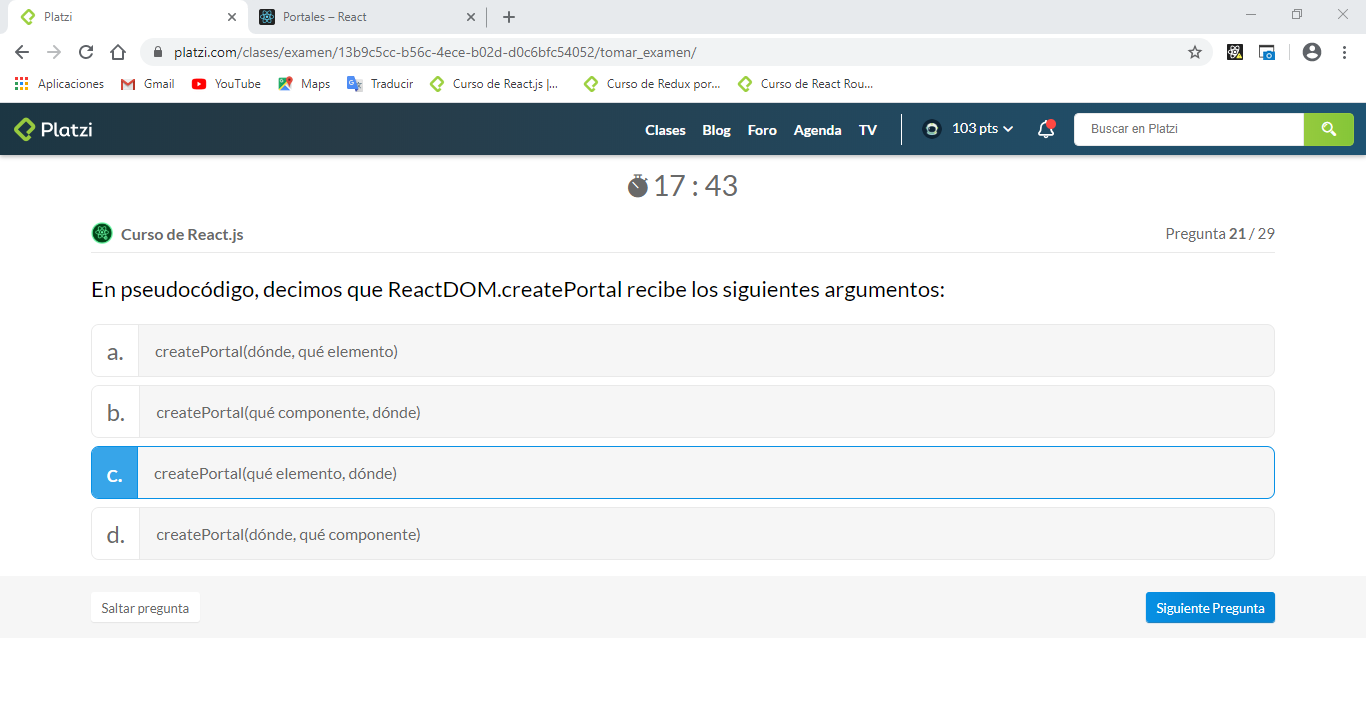 Platzi
Portales – React
platzi.com/clases/examen/13b9c5cc-b56c-4ece-b02d-d0c6bfc54052/tomar_examen/
Aplicaciones Gmail YouTube Maps Traducir Curso de React.js |... Curso de Redux por... Curso de React Rou...
Platzi Clases Blog Foro Agenda TV 103 pts Buscar en Platzi
17 : 43
Curso de React.js Pregunta 21 / 29
En pseudocódigo, decimos que ReactDOM.createPortal recibe los siguientes argumentos:
a. createPortal(dónde, qué elemento)
b. createPortal(qué componente, dónde)
c. createPortal(qué elemento, dónde)
d. createPortal(dónde, qué componente)
Saltar pregunta Siguiente Pregunta